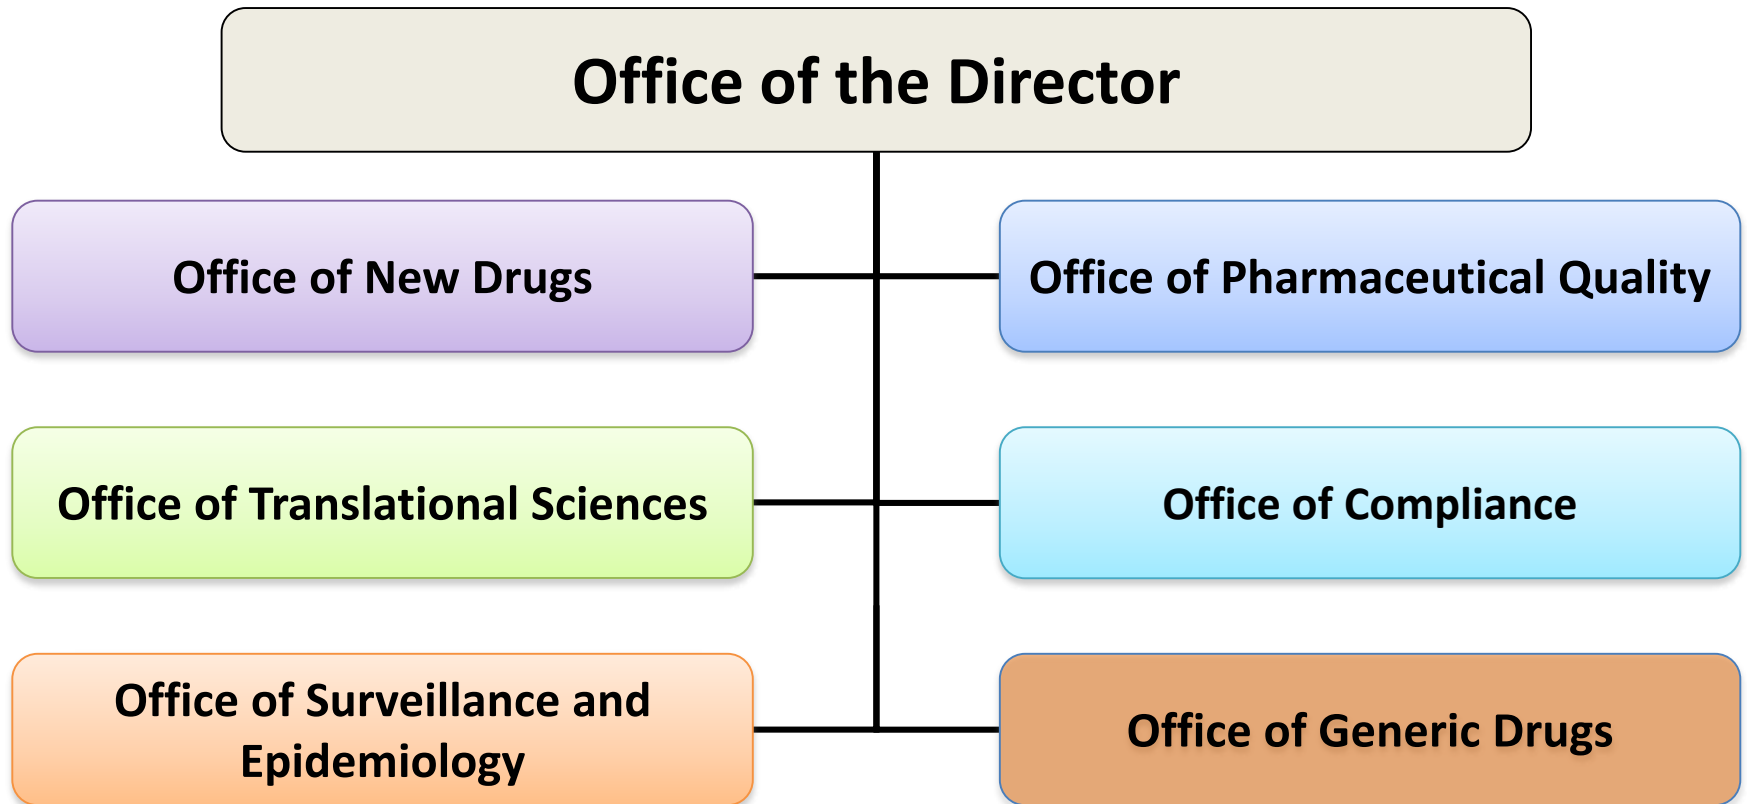 Office of the Director
Office of New Drugs
Office of Pharmaceutical Quality
Office of Translational Sciences
Office of Compliance
Office of Surveillance and
Epidemiology
Office of Generic Drugs